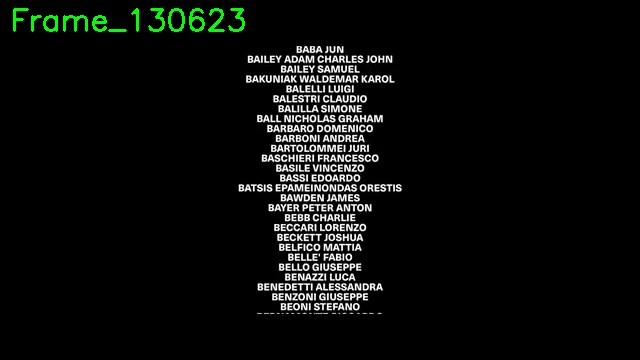 Frame_130623
BABA JUN
BAILEY ADAM CHARLES JOHN
BAILEY SAMUEL
BAKUNIAK WALDEMAR KAROL
BALELLI LUIGI
BALESTRI CLAUDIO
BALILLA SIMONE
BALL NICHOLAS GRAHAM
BARBARO DOMENICO
BARBONI ANDREA
BARTOLOMMEI JURI
BASCHIERI FRANCESCO
BASILE VINCENZO
BASSI EDOARDO
BATSIS EPAMEINONDAS ORESTIS
BAWDEN JAMES
BAYER PETER ANTON
BEBB CHARLIE
BECCARI LORENZO
BECKETT JOSHUA
BELFICO MATTIA
BELLE' FABIO
BELLO GIUSEPPE
BENAZZI LUCA
BENEDETTI ALESSANDRA
BENZONI GIUSEPPE
BEONI STEFANO